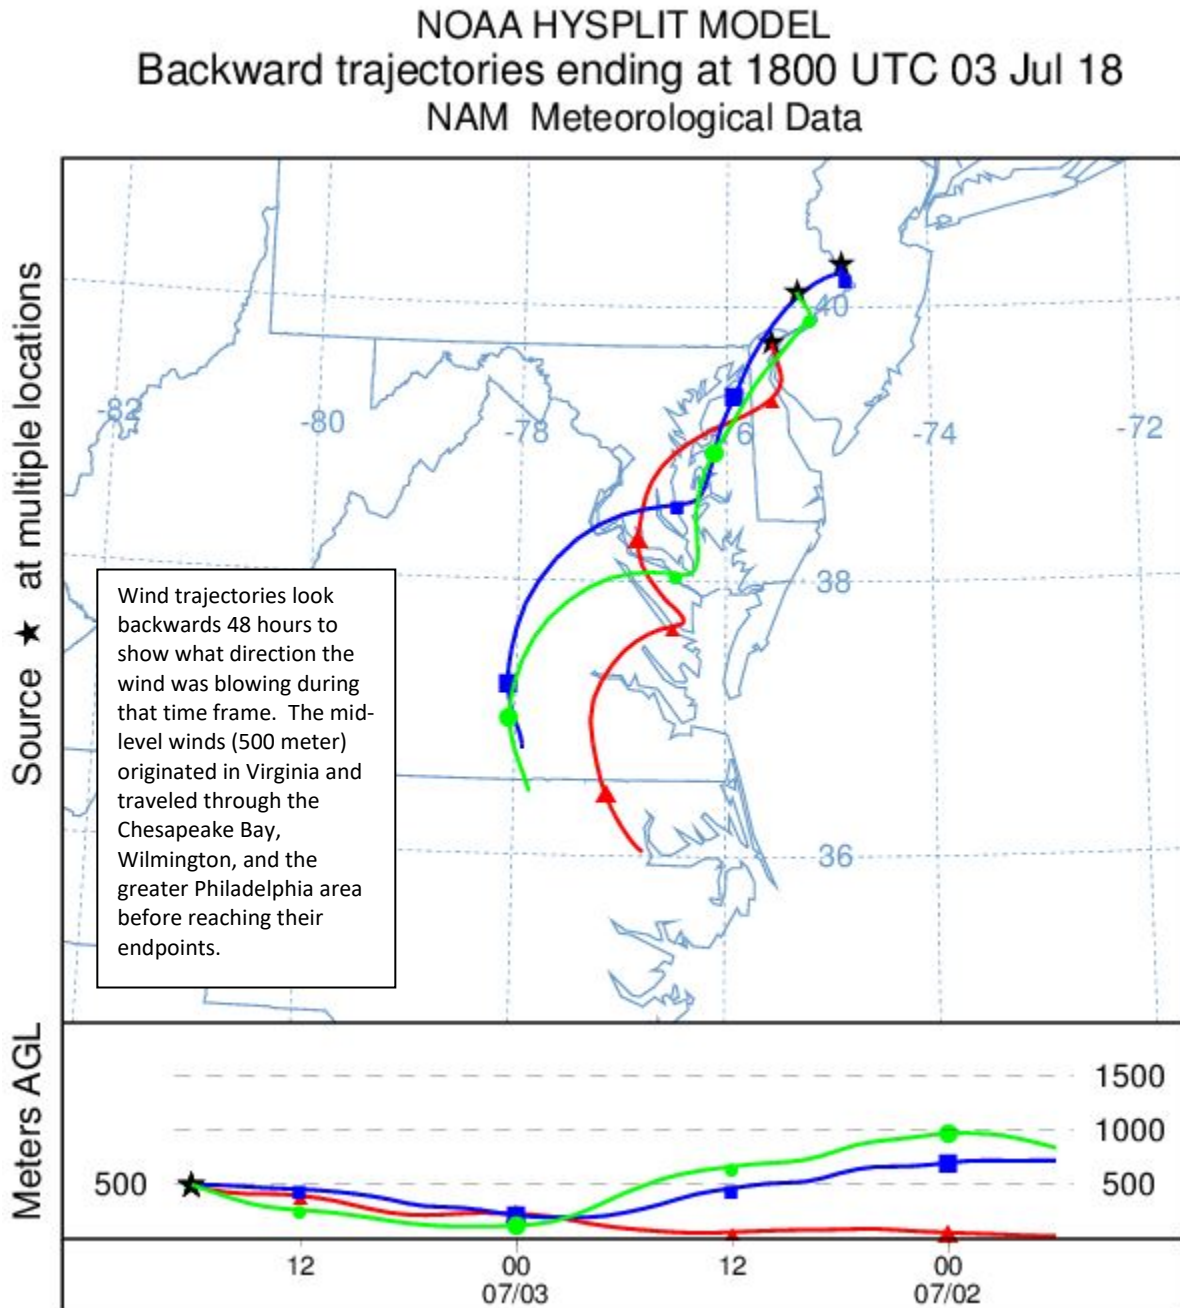 NOAA HYSPLIT MODEL
Backward trajectories ending at 1800 UTC 03 Jul 18
NAM Meteorological Data
Source ★ at multiple locations
40
-82
-80
-78
6
-74
-72
38
36
Wind trajectories look
backwards 48 hours to
show what direction the
wind was blowing during
that time frame. The mid-
level winds (500 meter)
originated in Virginia and
traveled through the
Chesapeake Bay,
Wilmington, and the
greater Philadelphia area
before reaching their
endpoints.
Meters AGL
1500
1000
500
500
12
00
12
00
07/03
07/02